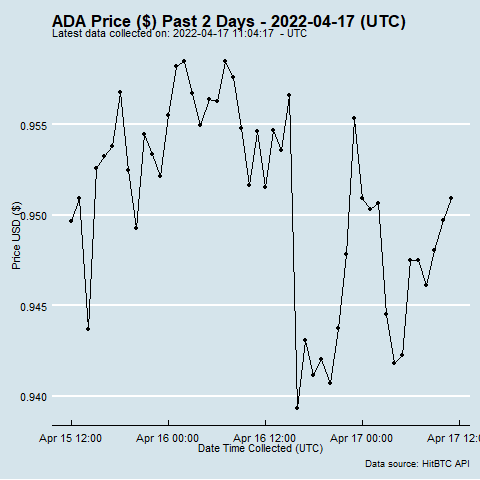 ADA Price ($) Past 2 Days - 2022-04-17 (UTC)
Latest data collected on: 2022-04-17 11:04:17 - UTC
0.955
0.950
0.945
0.940
Price USD ($)
Apr 15 12:00
Apr 16 00:00
Apr 16 12:00
Apr 17 00:00
Apr 17 12:0
Date Time Collected (UTC)
Data source: HitBTC API